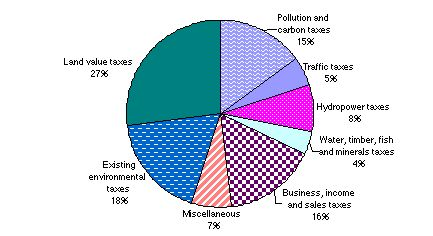 Pollution and
carbon taxes
15%
Traffic taxes
5%
Hydropower taxes
8%
Water, timber, fish
and minerals taxes
4%
Business, income
and sales taxes
16%
Miscellaneous
7%
Existing
environmental
taxes
18%
Land value taxes
27%